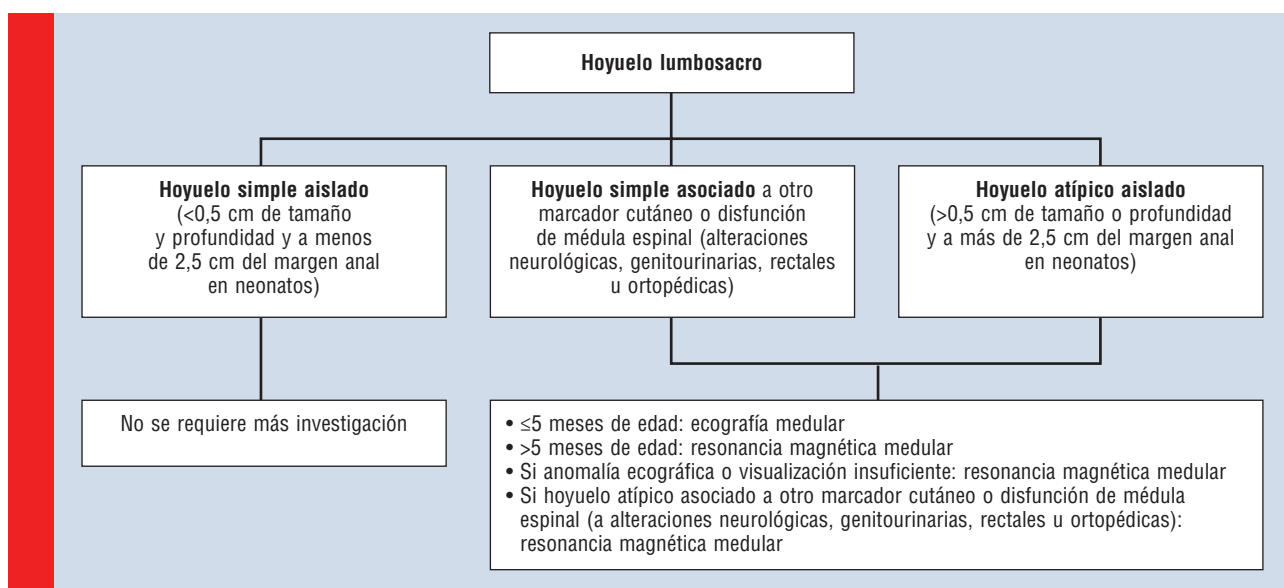 Hoyuelo lumbosacro
Hoyuelo simple aislado
(<0,5 cm de tamaño
y profundidad y a menos
de 2,5 cm del margen anal
en neonatos)
Hoyuelo simple asociado a otro
marcador cutáneo o disfunción
de médula espinal (alteraciones
neurológicas, genitourinarias, rectales
u ortopédicas)
Hoyuelo atípico aislado
(>0,5 cm de tamaño o profundidad
y a más de 2,5 cm del margen anal
en neonatos)
No se requiere más investigación
• ≤5 meses de edad: ecografía medular
• >5 meses de edad: resonancia magnética medular
• Si anomalía ecográfica o visualización insuficiente: resonancia magnética medular
• Si hoyuelo atípico asociado a otro marcador cutáneo o disfunción de médula
espinal (a alteraciones neurológicas, genitourinarias, rectales u ortopédicas):
resonancia magnética medular